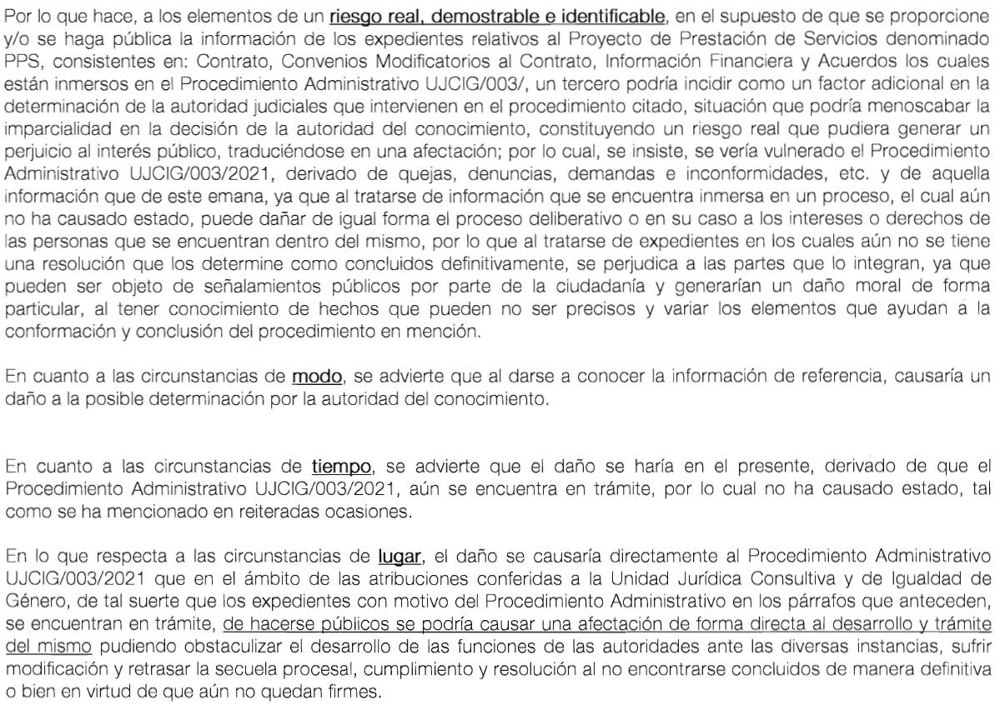 Por lo que hace, a los elementos de un riesgo real, demostrable e identificable, en el supuesto de que se proporcione
y/o se haga pública la información de los expedientes relativos al Proyecto de Prestación de Servicios denominado
PPS, consistentes en: Contrato, Convenios Modificatorios al Contrato, Información Financiera y Acuerdos los cuales
están inmersos en el Procedimiento Administrativo UJCIG/003/, un tercero podría incidir como un factor adicional en la
determinación de la autoridad judiciales que intervienen en el procedimiento citado, situación que podría menoscabar la
imparcialidad en la decisión de la autoridad del conocimiento, constituyendo un riesgo real que pudiera generar un
perjuicio al interés público, traduciéndose en una afectación; por lo cual, se insiste, se vería vulnerado el Procedimiento
Administrativo UJCIG/003/2021, derivado de quejas, denuncias, demandas e inconformidades, etc. y de aquella
información que de este emana, ya que al tratarse de información que se encuentra inmersa en un proceso, el cual aún
no ha causado estado, puede dañar de igual forma el proceso deliberativo o en su caso a los intereses o derechos de
las personas que se encuentran dentro del mismo, por lo que al tratarse de expedientes en los cuales aún no se tiene
una resolución que los determine como concluidos definitivamente, se perjudica a las partes que lo integran, ya que
pueden ser objeto de señalamientos públicos por parte de la ciudadanía y generarían un daño moral de forma
particular, al tener conocimiento de hechos que pueden no ser precisos y variar los elementos que ayudan a la
conformación y conclusión del procedimiento en mención.
En cuanto a las circunstancias de modo, se advierte que al darse a conocer la información de referencia, causaría un
daño a la posible determinación por la autoridad del conocimiento.
En cuanto a las circunstancias de tiempo, se advierte que el daño se haría en el presente, derivado de que el
Procedimiento Administrativo UJCIG/003/2021, aún se encuentra en trámite, por lo cual no ha causado estado, tal
como se ha mencionado en reiteradas ocasiones.
En lo que respecta a las circunstancias de lugar, el daño se causaría directamente al Procedimiento Administrativo
UJCIG/003/2021 que en el ámbito de las atribuciones conferidas a la Unidad Jurídica Consultiva y de Igualdad de
Género, de tal suerte que los expedientes con motivo del Procedimiento Administrativo en los párrafos que anteceden,
se encuentran en trámite, de hacerse públicos se podría causar una afectación de forma directa al desarrollo y trámite
del mismo pudiendo obstaculizar el desarrollo de las funciones de las autoridades ante las diversas instancias, sufrir
modificación y retrasar la secuela procesal, cumplimiento y resolución al no encontrarse concluidos de manera definitiva
o bien en virtud de que aún no quedan firmes.